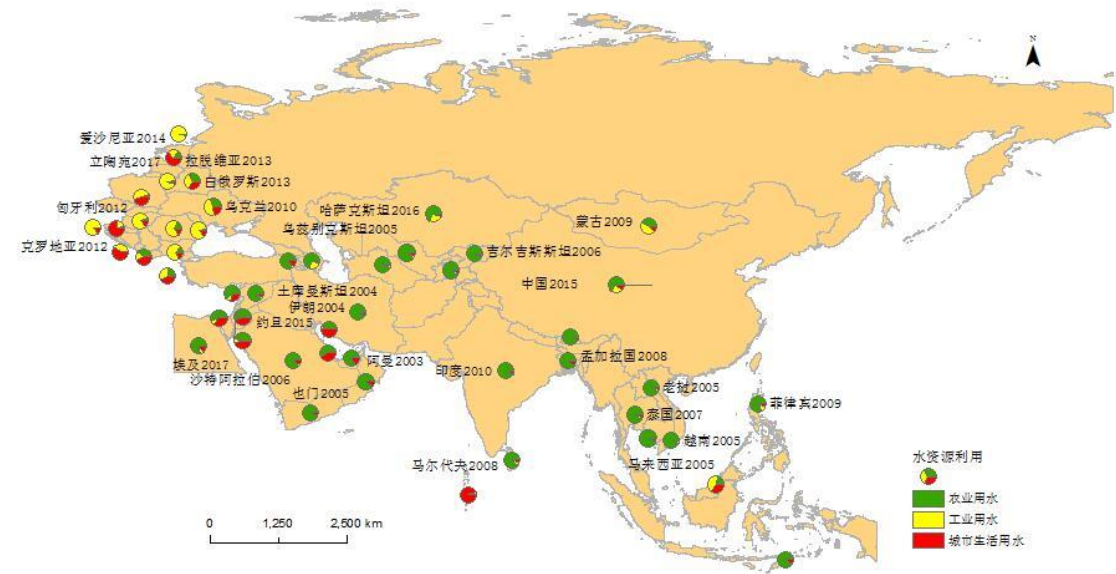 N
爱沙尼亚2014
立陶宛2017 拉脱维亚2013
白俄罗斯2013
匈牙利2012 乌克兰2010
哈萨克斯坦2016
蒙古2009
乌兹别克斯坦2005
克罗地亚2012
吉尔吉斯斯坦2006
中国2015
土库曼斯坦2004
伊朗2004
约旦2015
埃及2017
阿曼2003
孟加拉国2008
沙特阿拉伯2006
印度2010
也门2005
老挝2005
菲律宾2009
泰国2007
越南2005
马尔代夫2008
马来西亚2005
水资源利用
农业用水
工业用水
城市生活用水
0 1,250 2,500 km